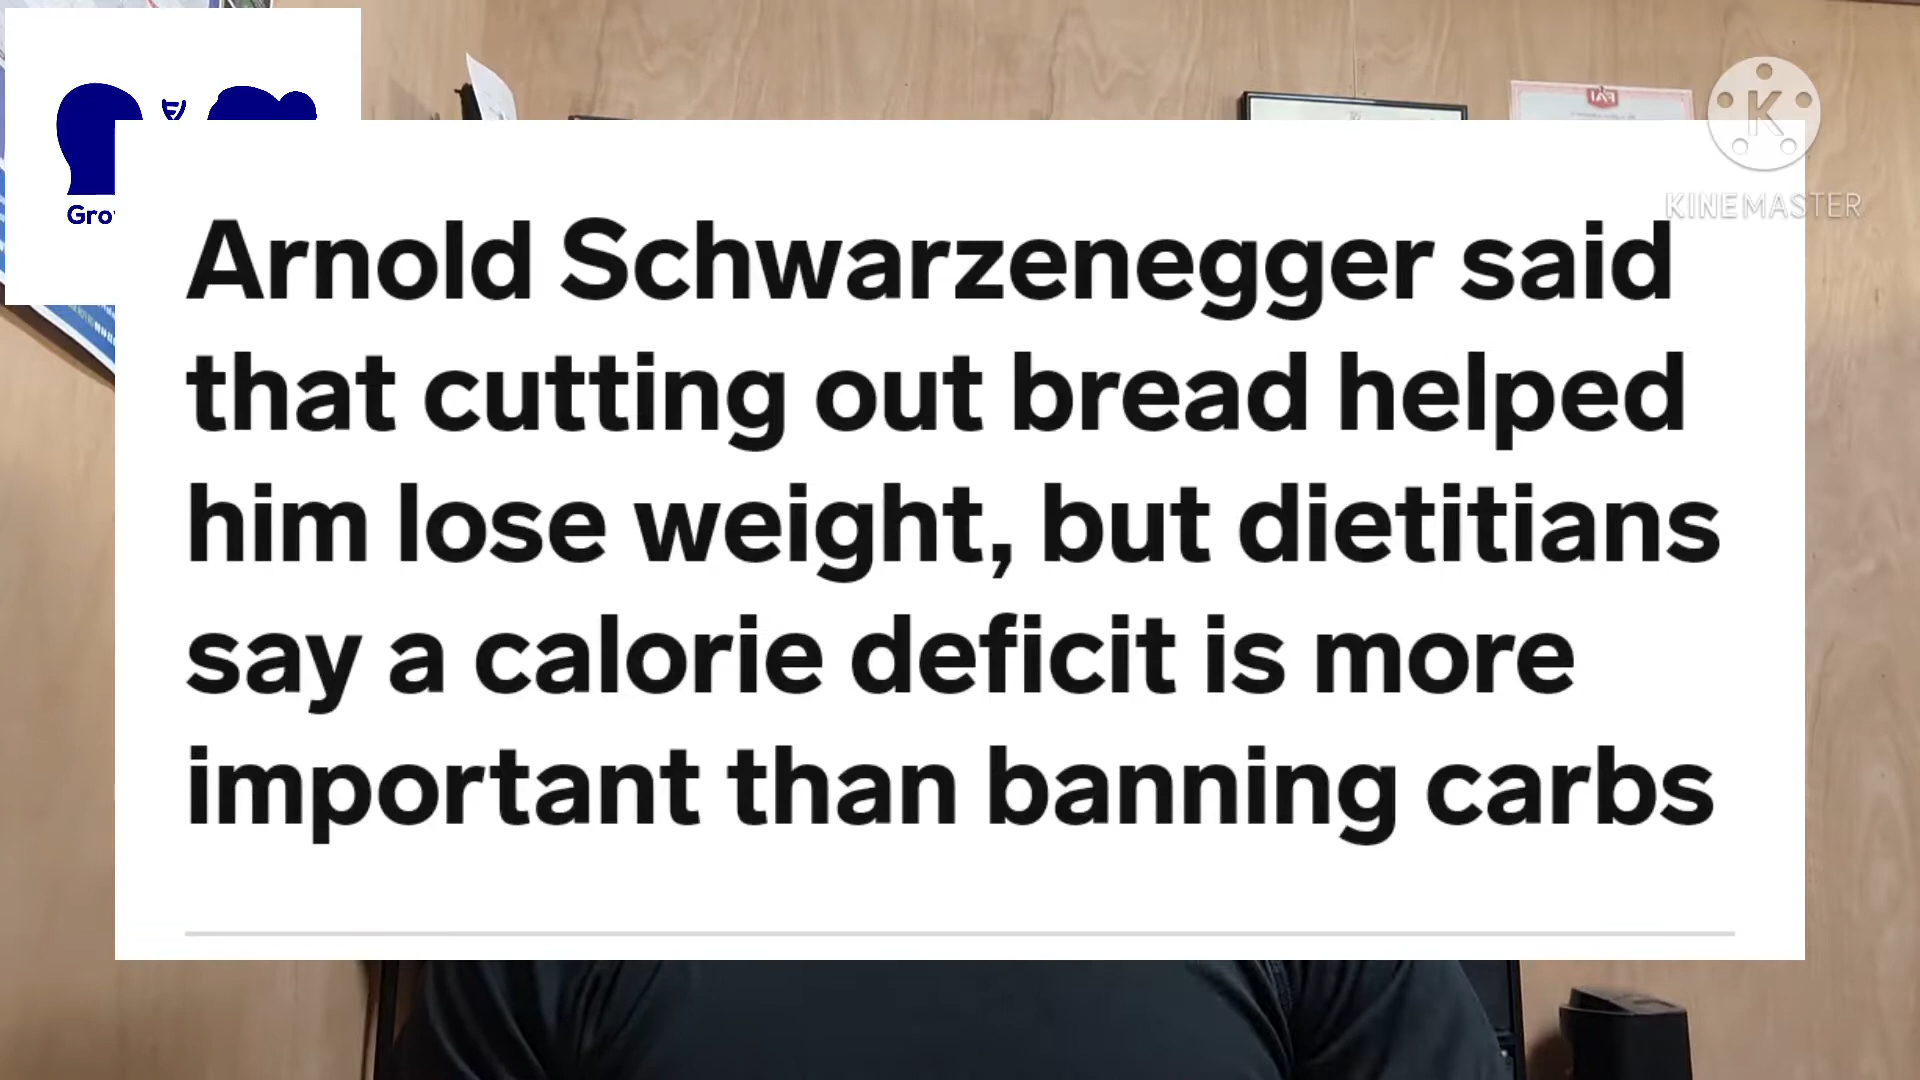 Gro
KINEMASTER
Arnold Schwarzenegger said
that cutting out bread helped
him lose weight, but dietitians
say a calorie deficit is more
important than banning carbs